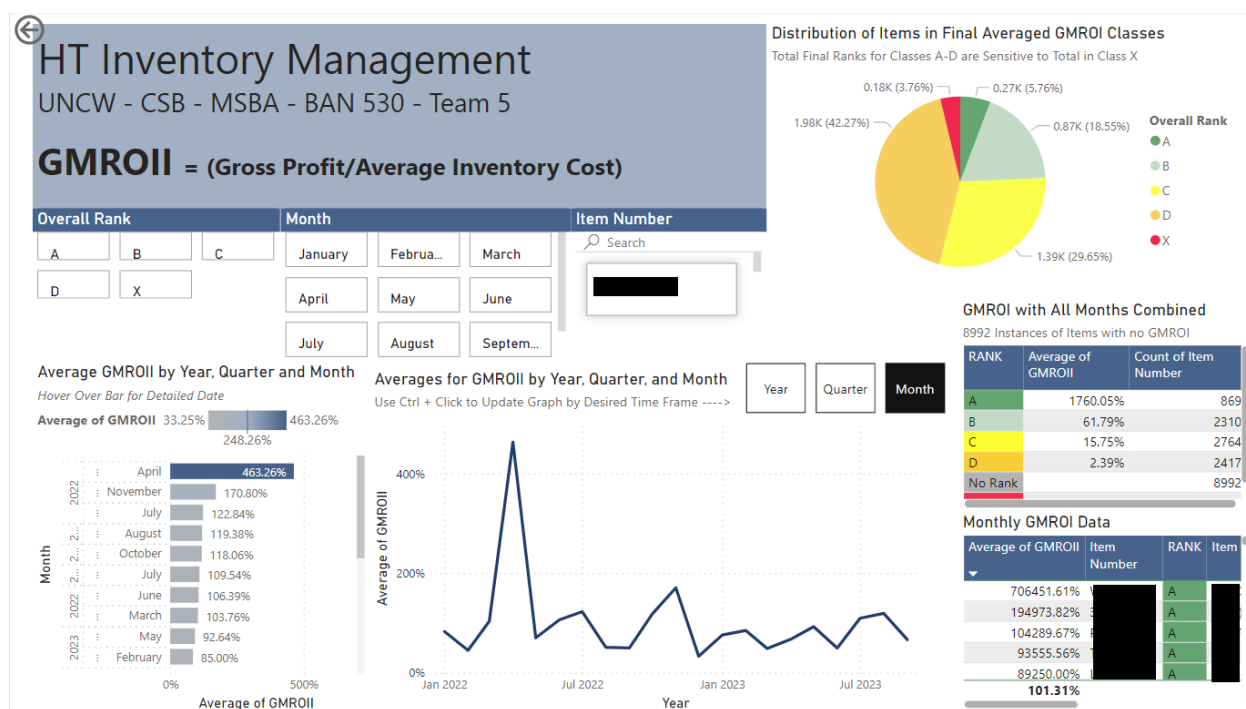 HT Inventory Management
UNCW - CSB - MSBA - BAN 530 - Team 5
GMROII = (Gross Profit/Average Inventory Cost)
Overall Rank
A
B
C
D
X
Month
January
Februa...
March
April
May
June
July
August
Septem...
Item Number
Search
Distribution of Items in Final Averaged GMROI Classes
Total Final Ranks for Classes A-D are Sensitive to Total in Class X
0.18K (3.76%)
0.27K (5.76%)
1.98K (42.27%)
0.87K (18.55%)
1.39K (29.65%)
Overall Rank
A
B
C
D
X
Average GMROII by Year, Quarter and Month
Hover Over Bar for Detailed Date
Average of GMROII 33.25% 463.26%
248.26%
Month
2022
April 463.26%
November 170.80%
July 122.84%
2...
August 119.38%
2...
October 118.06%
2...
July 109.54%
2022
June 106.39%
March 103.76%
2023
May 92.64%
February 85.00%
0% 500%
Average of GMROII
Averages for GMROII by Year, Quarter, and Month
Use Ctrl + Click to Update Graph by Desired Time Frame ---->
Year
Quarter
Month
Average of GMROII
400%
200%
0%
Jan 2022 Jul 2022 Jan 2023 Jul 2023
Year
GMROI with All Months Combined
8992 Instances of Items with no GMROI
RANK Average of GMROII Count of Item Number
A 1760.05% 869
B 61.79% 2310
C 15.75% 2764
D 2.39% 2417
No Rank 8992
Monthly GMROI Data
Average of GMROII Item Number RANK Item
706451.61% A
194973.82% A
104289.67% A
93555.56% A
89250.00% A
101.31%